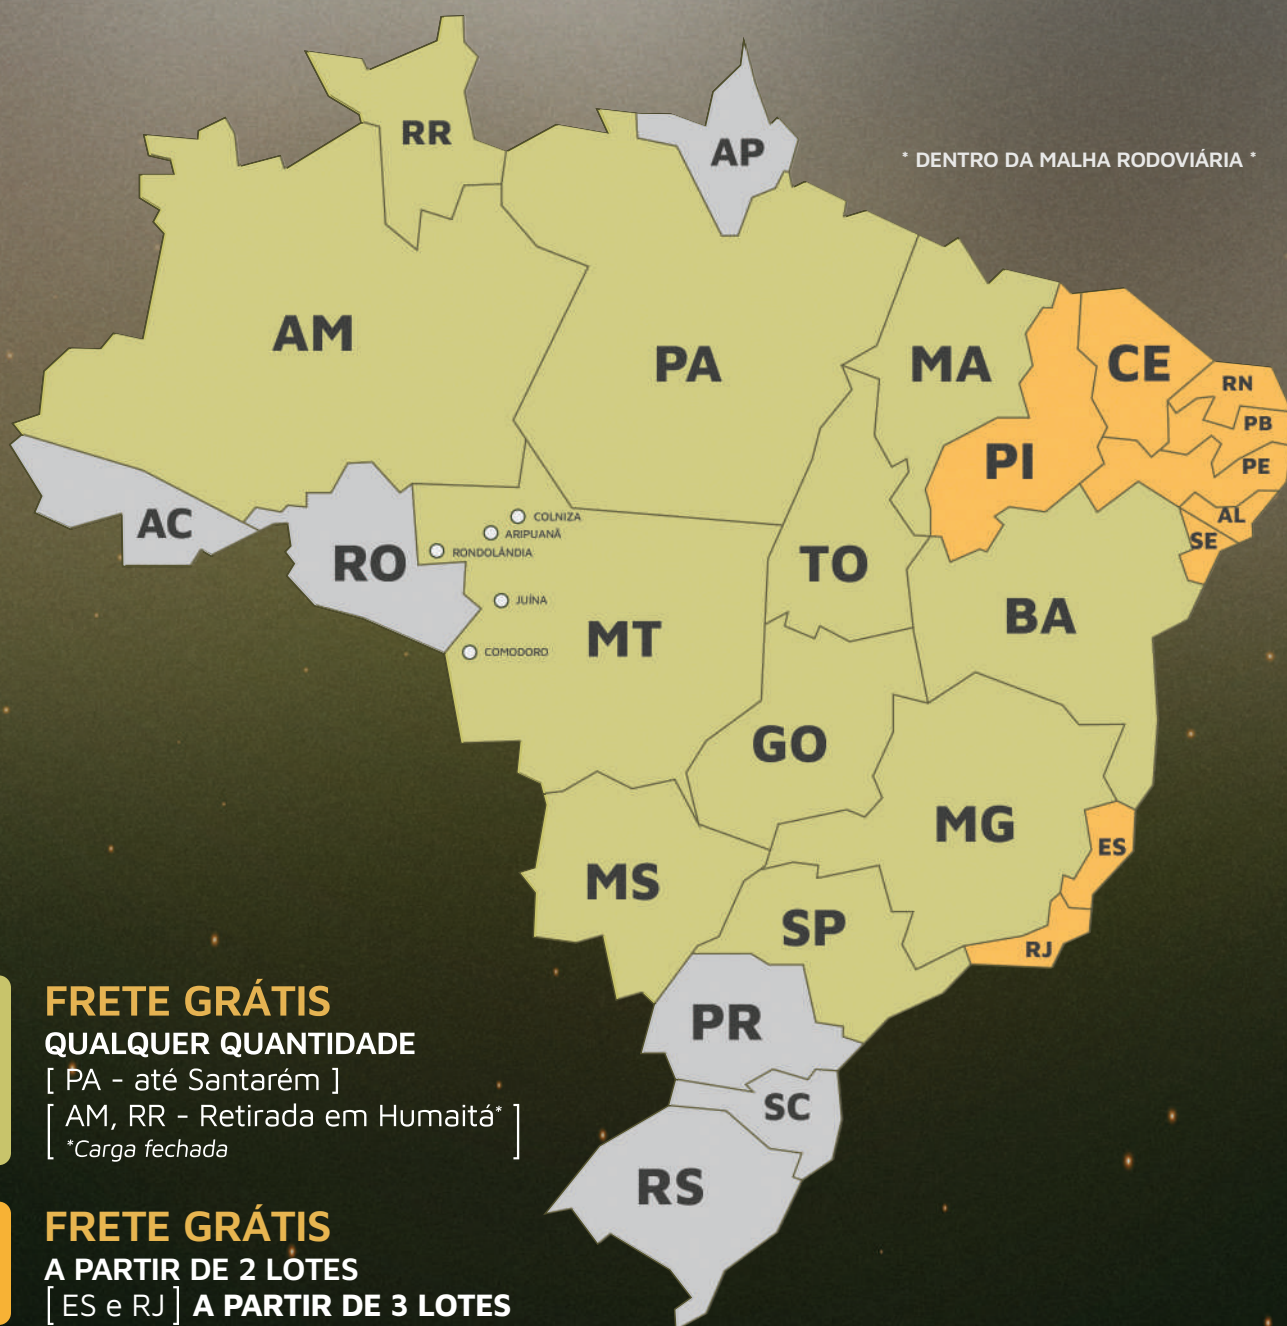 RR
AP
* DENTRO DA MALHA RODOVIÁRIA *
AM
PA
MA
CE
RN
PB
PI
PE
AL
SE
AC
RO
COLNIZA
ARIPUANÃ
RONDOLÂNDIA
JUÍNA
COMODORO
MT
TO
BA
GO
MG
ES
MS
SP
RJ
PR
SC
RS
FRETE GRÁTIS
QUALQUER QUANTIDADE
[ PA - até Santarém ]
[ AM, RR - Retirada em Humaitá* ]
*Carga fechada
FRETE GRÁTIS
A PARTIR DE 2 LOTES
[ ES e RJ ] A PARTIR DE 3 LOTES